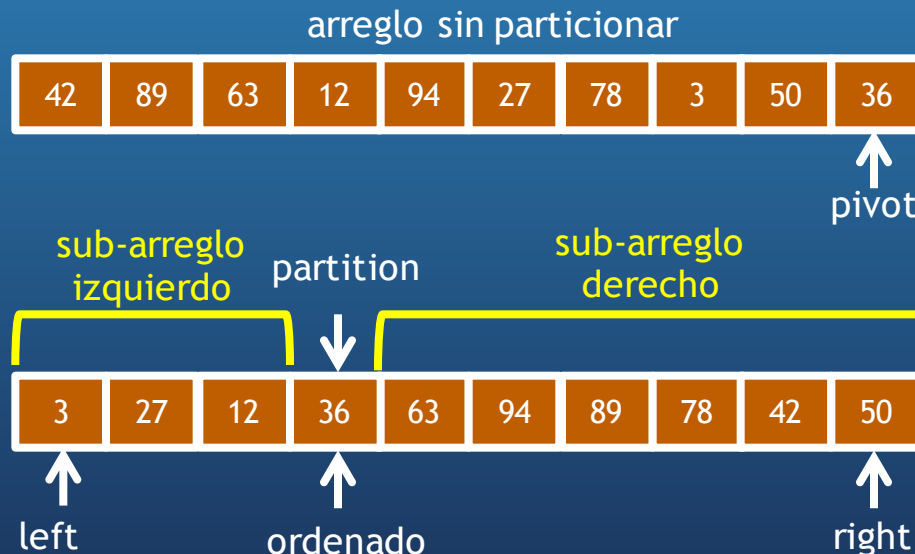 arreglo sin particionar
42 89 63 12 94 27 78 3 50 36
pivot
sub-arreglo
izquierdo
partition
sub-arreglo
derecho
3 27 12 36 63 94 89 78 42 50
left
ordenado
right